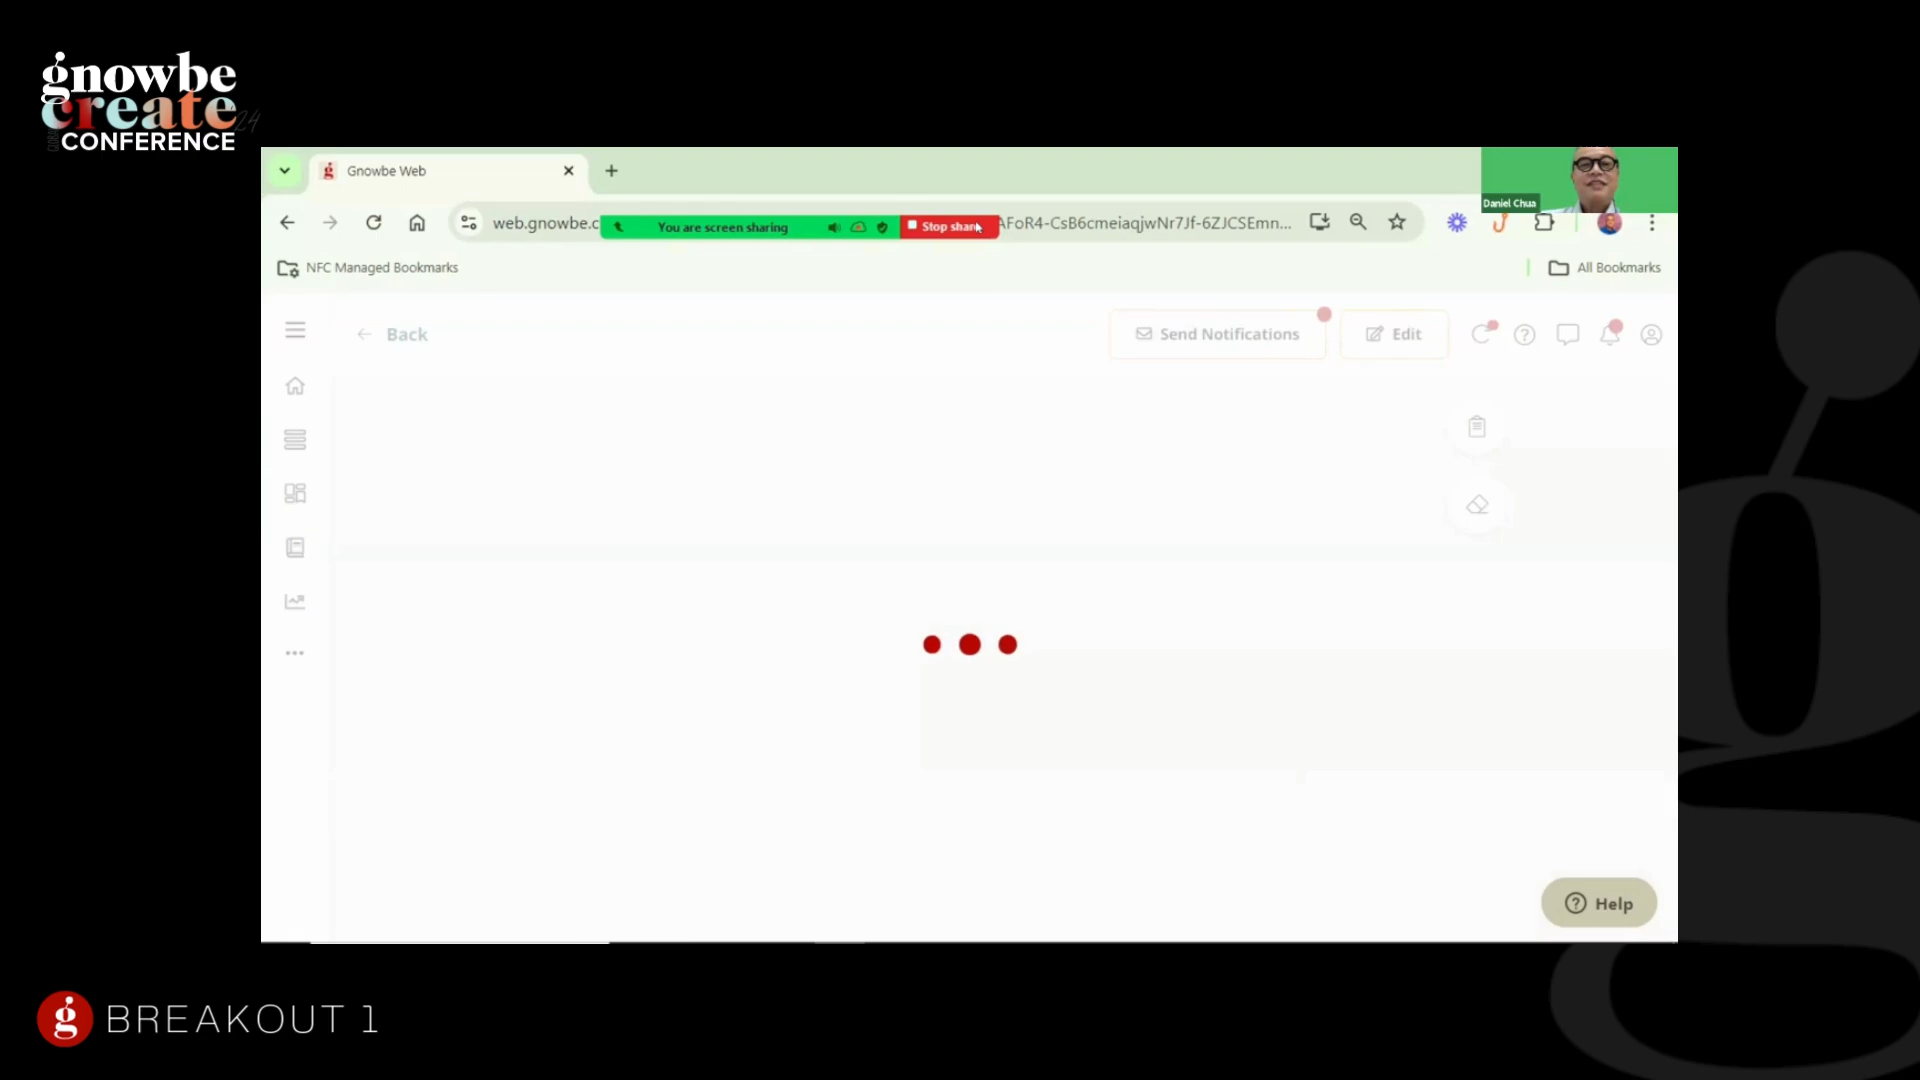 gnowbe
create '24
CONFERENCE
Gnowbe Web
Daniel Chua
web.gnowbe.c
You are screen sharing
Stop share
AFoR4-CsB6cmeiaqjwNr7Jf-6ZJCSEmn...
NFC Managed Bookmarks
All Bookmarks
Back
Send Notifications
Edit
Help
g BREAKOUT 1